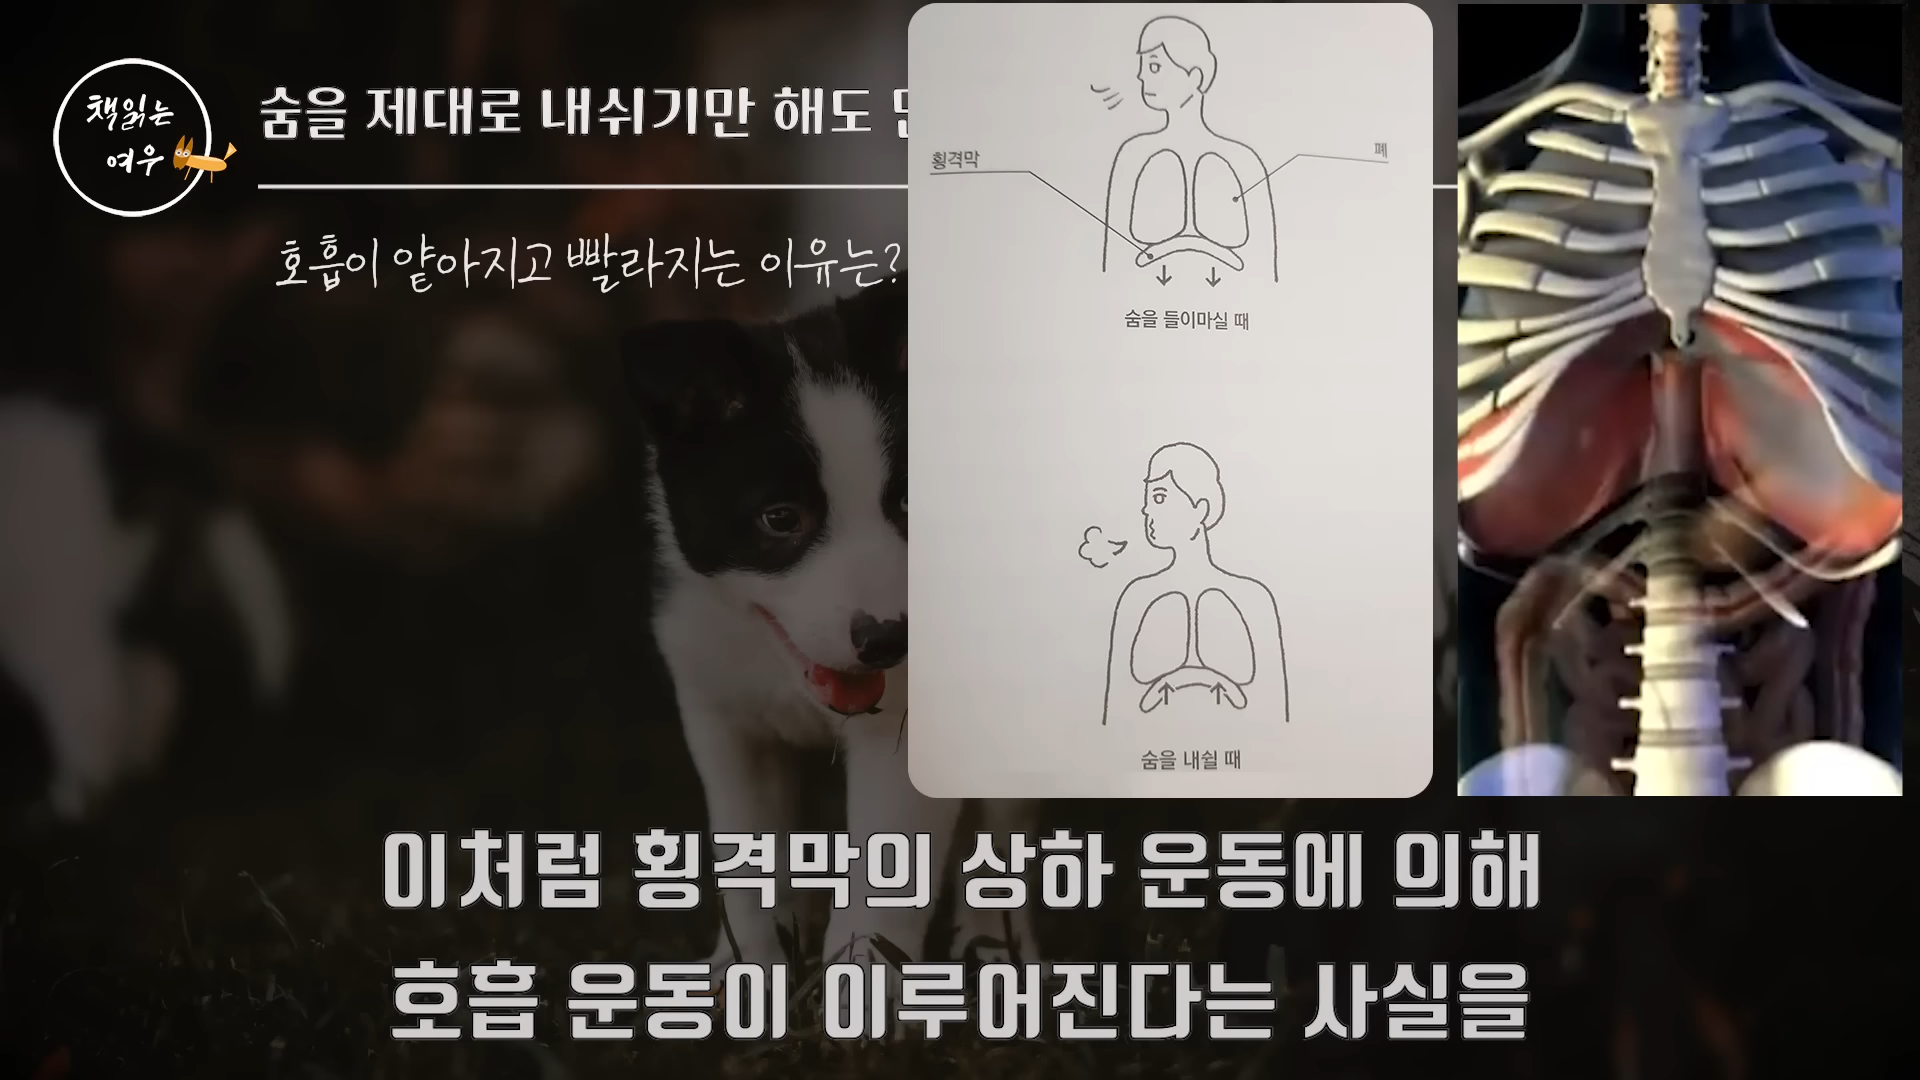 책읽는
여우
숨을 제대로 내쉬기만 해도
호흡이 얕아지고 빨라지는 이유는?
횡격막
폐
숨을 들이마실 때
숨을 내쉴 때
이처럼 횡격막의 상하 운동에 의해
호흡 운동이 이루어진다는 사실을